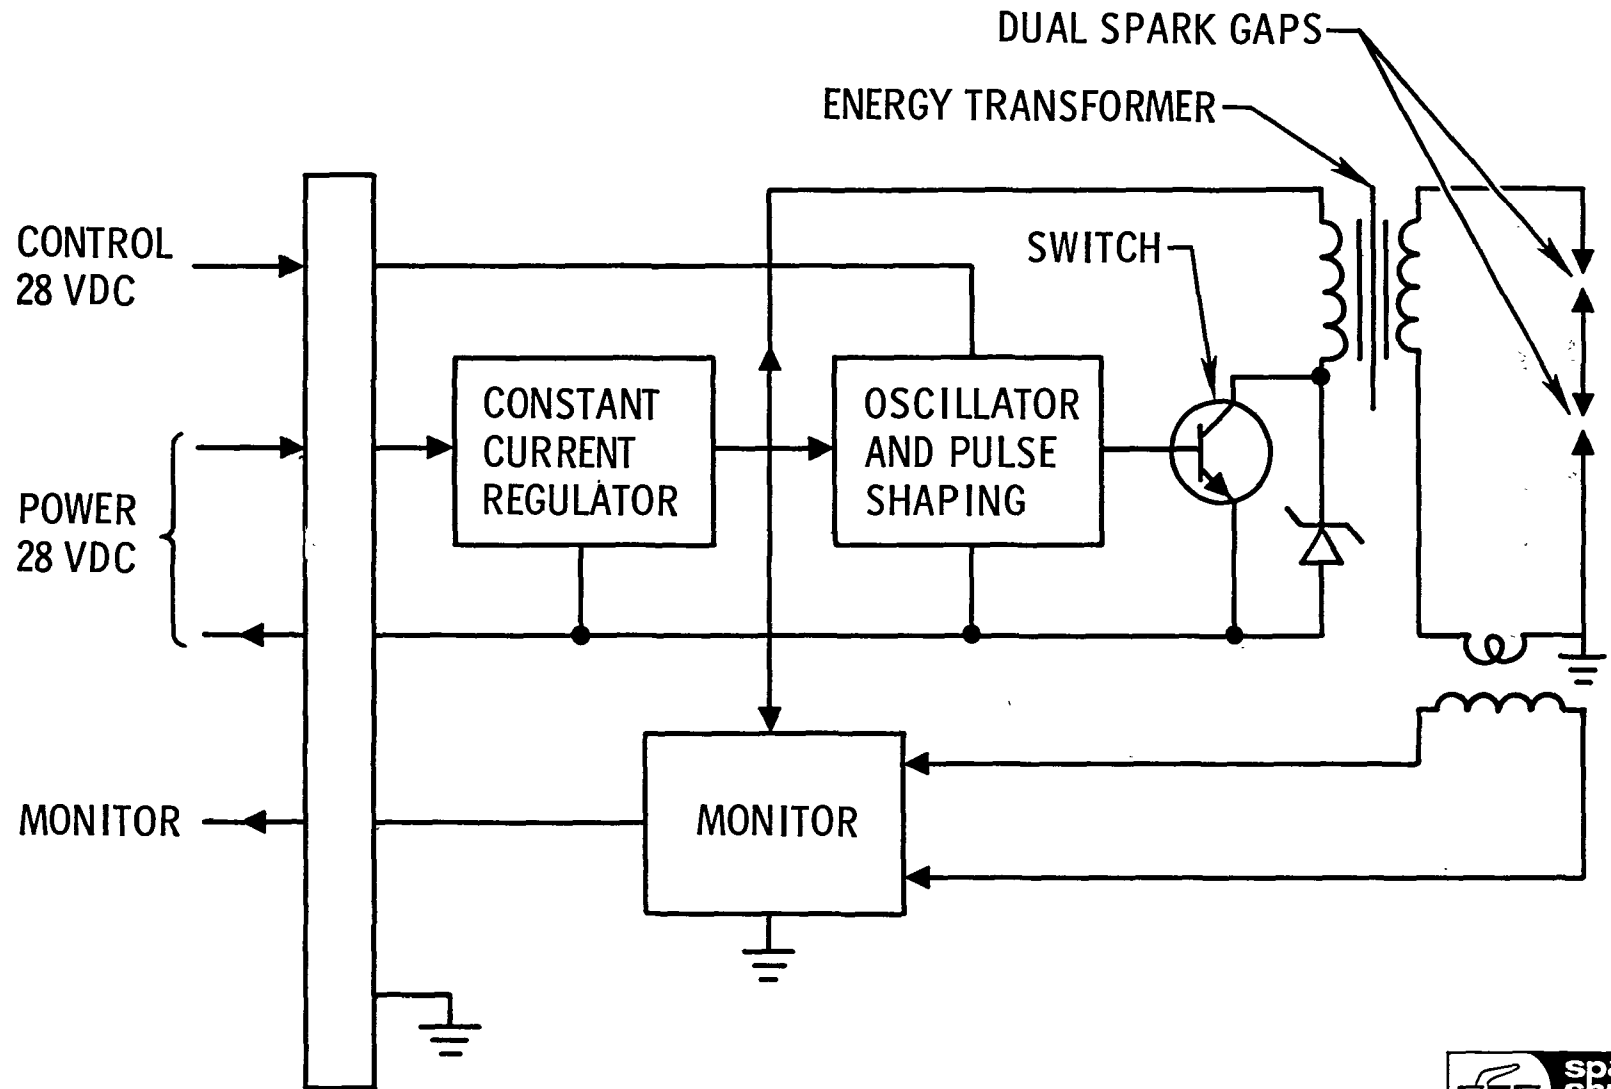 DUAL SPARK GAPS
ENERGY TRANSFORMER
SWITCH
CONTROL
28 VDC
CONSTANT
CURRENT
REGULATOR
OSCILLATOR
AND PULSE
SHAPING
POWER
28 VDC
MONITOR
MONITOR